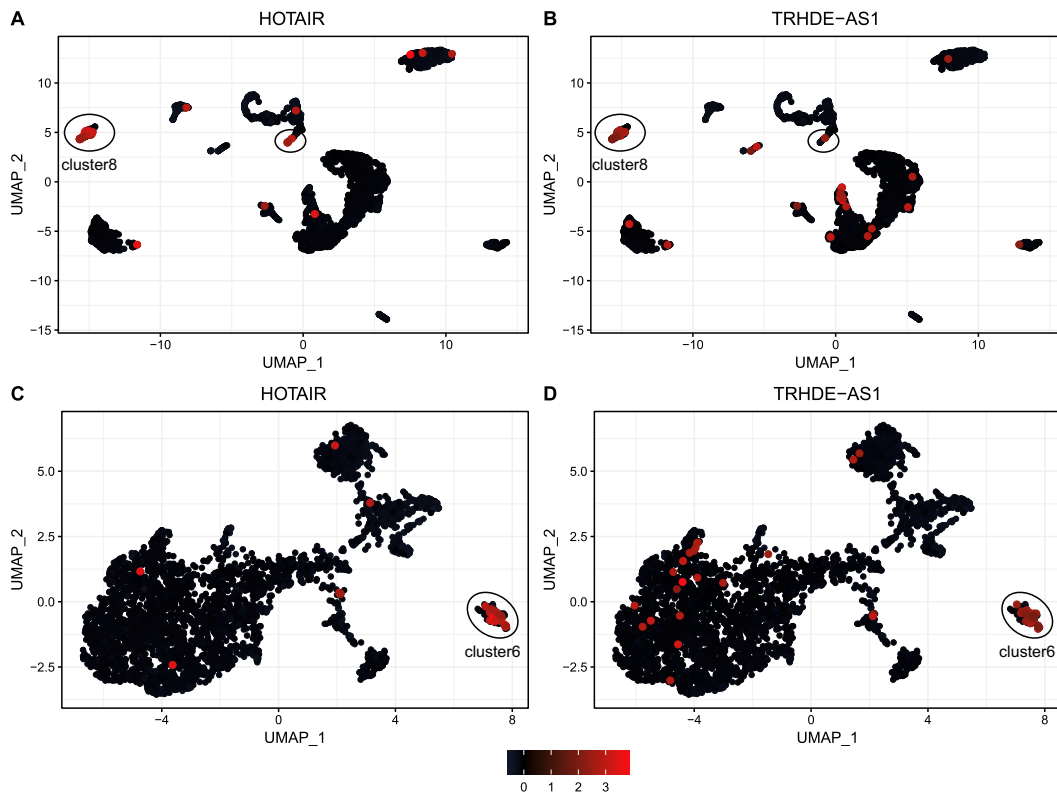 A HOTAIR
B TRHDE−AS1
10
5
0
−5
−10
−15
UMAP_2
cluster8
−10 0 10
UMAP_1
10
5
0
−5
−10
−15
UMAP_2
cluster8
−10 0 10
UMAP_1
C HOTAIR
D TRHDE−AS1
5.0
2.5
0.0
−2.5
UMAP_2
cluster6
−4 0 4 8
UMAP_1
5.0
2.5
0.0
−2.5
UMAP_2
cluster6
−4 0 4 8
UMAP_1
0 1 2 3